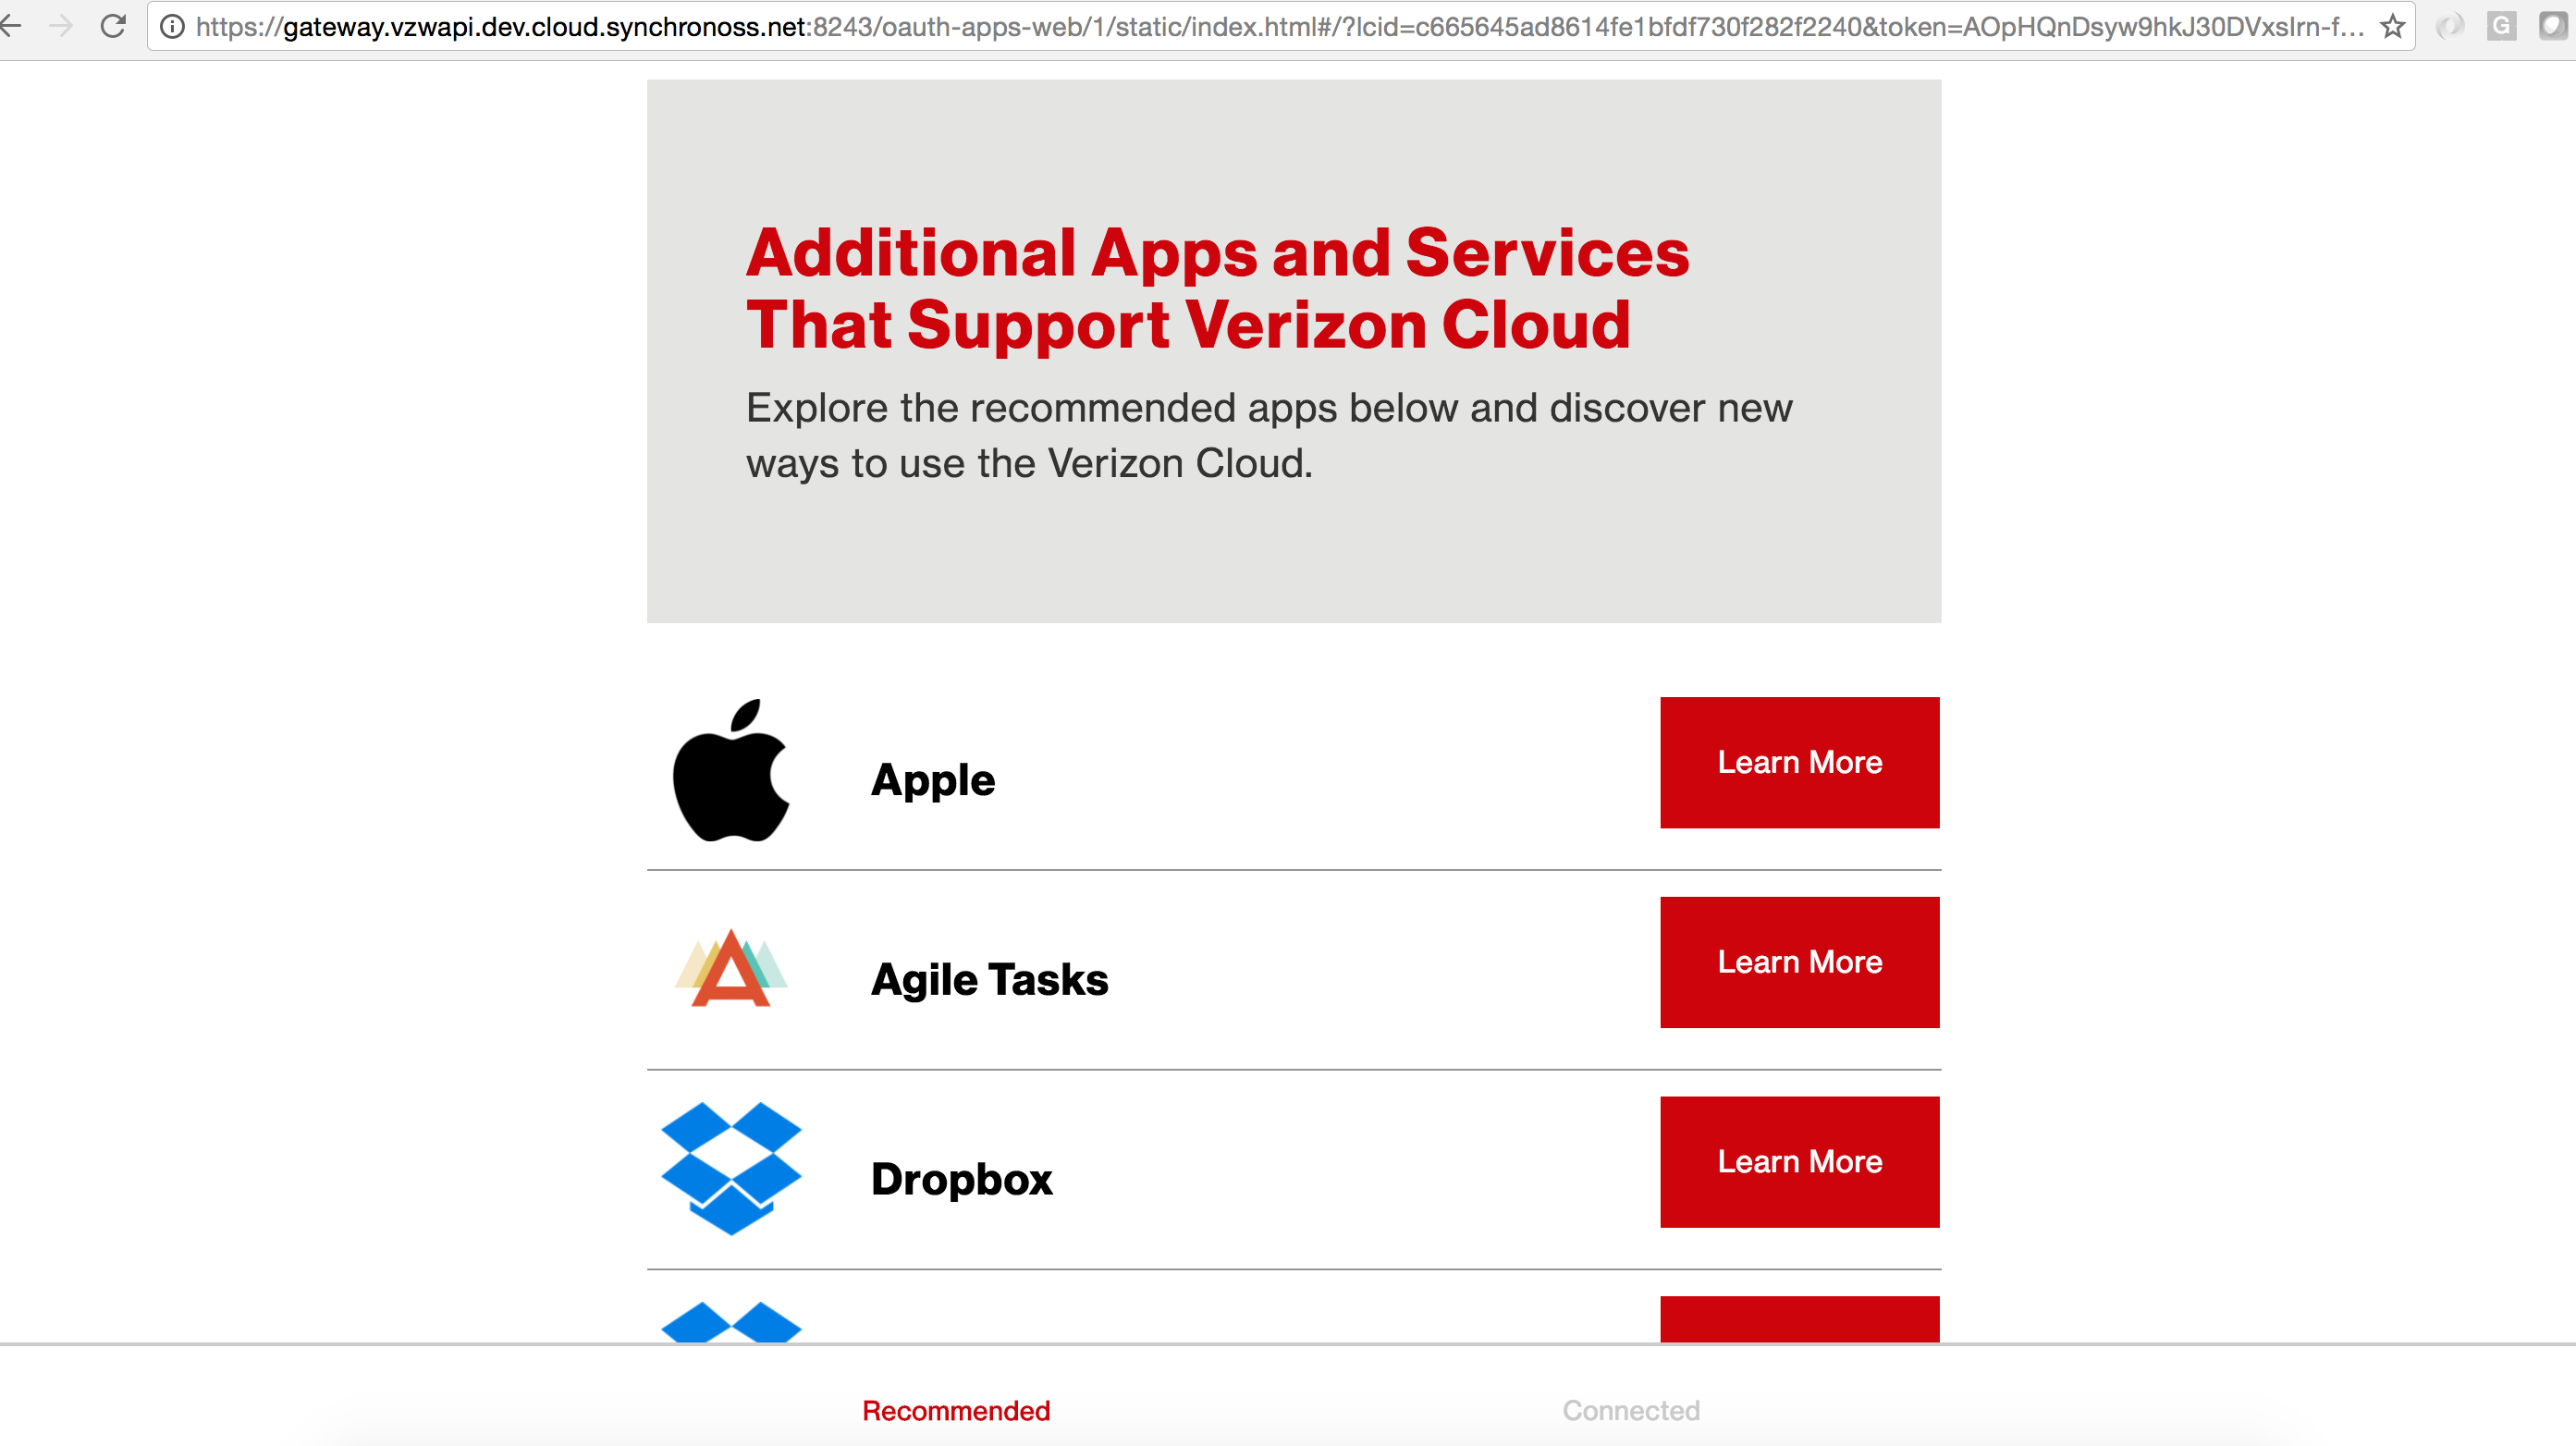 https://gateway.vzwapi.dev.cloud.synchronoss.net:8243/oauth-apps-web/1/static/index.html#/?lcid=c665645ad8614fe1bfdf730f282f2240&token=AOpHQnDsyw9hkJ30DVxsIrn-f...
G
Additional Apps and Services
That Support Verizon Cloud
Explore the recommended apps below and discover new
ways to use the Verizon Cloud.
Apple
Learn More
Agile Tasks
Learn More
Dropbox
Learn More
Recommended
Connected